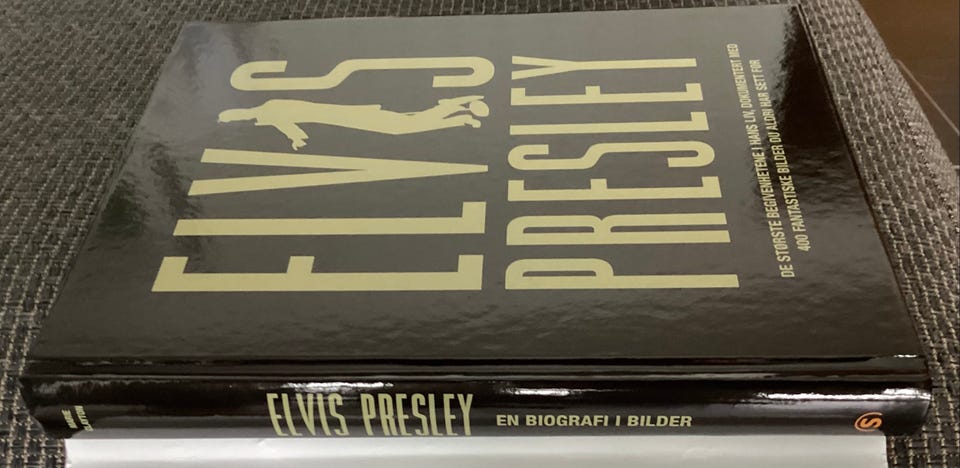 ELVIS
PRESLEY
DE STØRSTE BEGIVENHETENE I HANS LIV, DOKUMENTERT MED
400 FANTASTISKE BILDER DU ALDRI HAR SETT FØR
ELVIS PRESLEY EN BIOGRAFI I BILDER
(S)